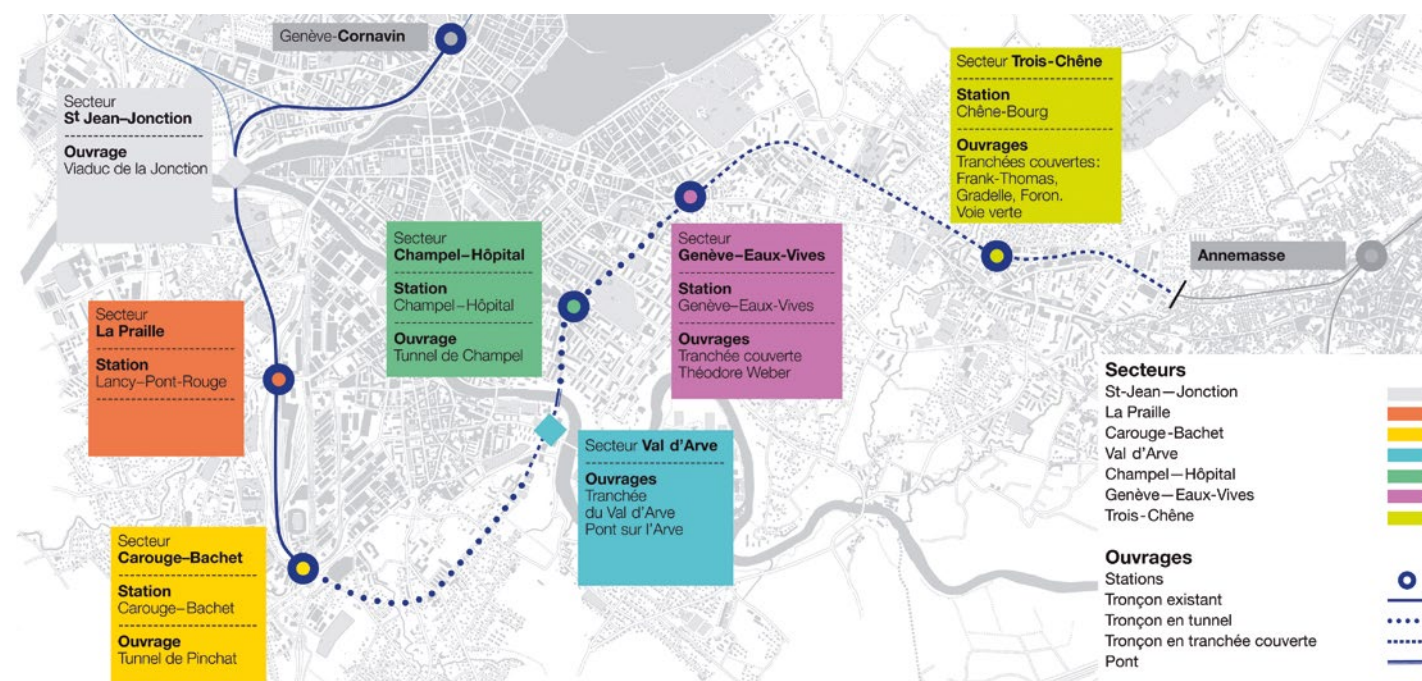 Genève-Cornavin
Secteur
St Jean–Jonction
Ouvrage
Viaduc de la Jonction
Secteur
La Praille
Station
Lancy–Pont-Rouge
Secteur
Carouge–Bachet
Station
Carouge–Bachet
Ouvrage
Tunnel de Pinchat
Secteur
Champel–Hôpital
Station
Champel–Hôpital
Ouvrage
Tunnel de Champel
Secteur Val d'Arve
Ouvrages
Tranchée
du Val d'Arve
Pont sur l'Arve
Secteur
Genève–Eaux-Vives
Station
Genève–Eaux-Vives
Ouvrages
Tranchée couverte
Théodore Weber
Secteur Trois-Chêne
Station
Chêne-Bourg
Ouvrages
Tranchées couvertes:
Frank-Thomas,
Gradelle, Foron.
Voie verte
Annemasse
Secteurs
St-Jean—Jonction
La Praille
Carouge-Bachet
Val d'Arve
Champel—Hôpital
Genève—Eaux-Vives
Trois-Chêne
Ouvrages
Stations
Tronçon existant
Tronçon en tunnel
Tronçon en tranchée couverte
Pont